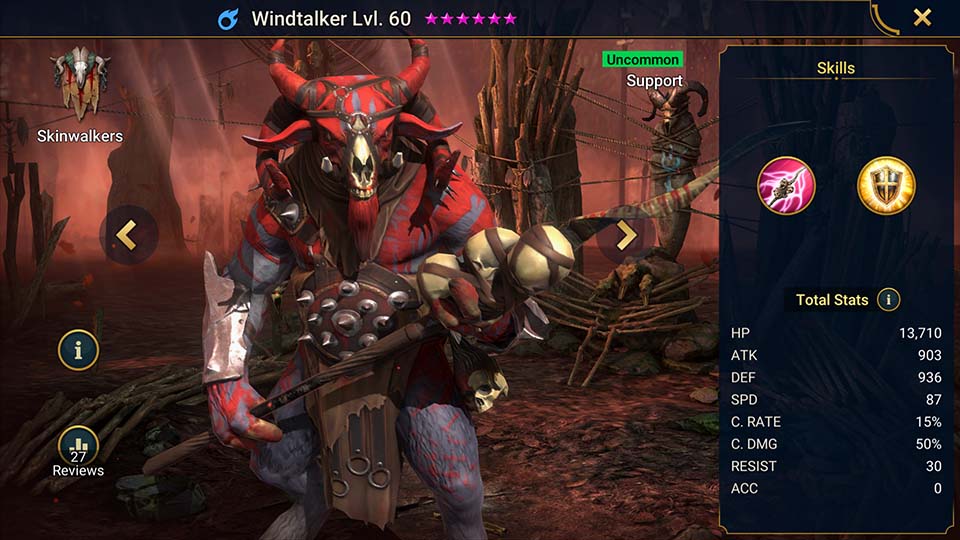 Windtalker Lvl. 60
Skinwalkers
Uncommon
Support
27
Reviews
Skills
Total Stats
HP 13,710
ATK 903
DEF 936
SPD 87
C. RATE 15%
C. DMG 50%
RESIST 30
ACC 0